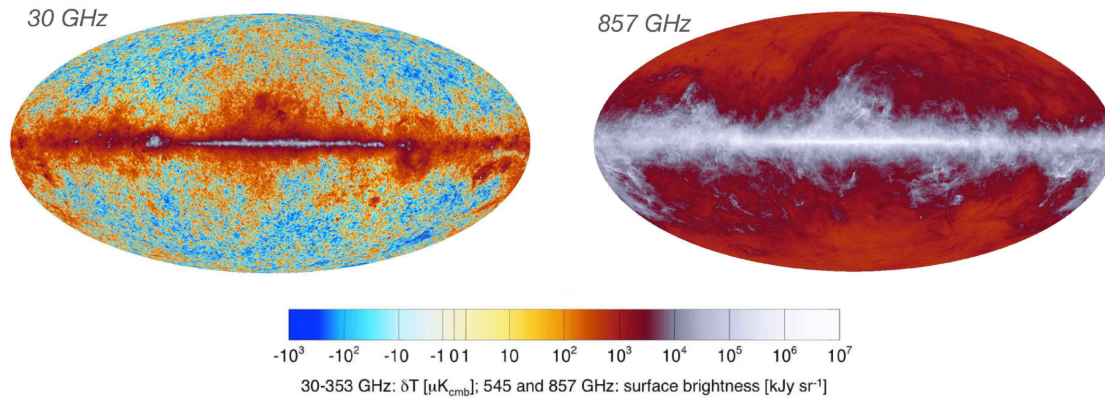 30 GHz
857 GHz
-10³ -10² -10 -1 0 1 10 10² 10³ 10⁴ 10⁵ 10⁶ 10⁷
30-353 GHz: δT [μK_cmb]; 545 and 857 GHz: surface brightness [kJy sr⁻¹]